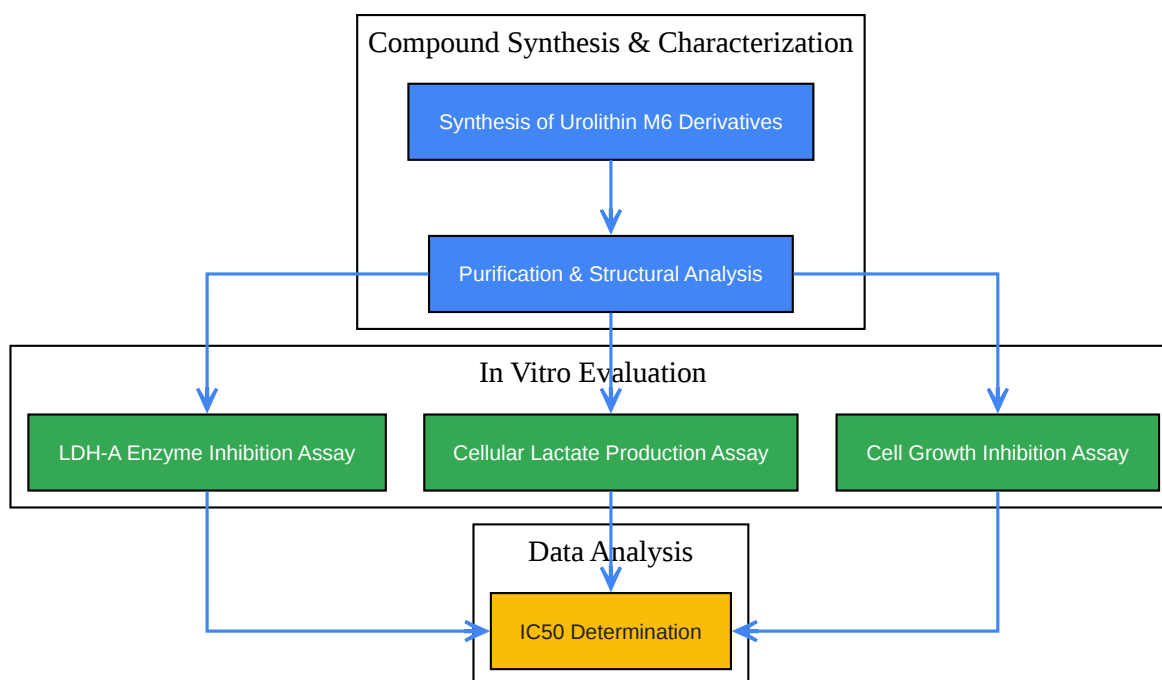 Compound Synthesis & Characterization
Synthesis of Urolithin M6 Derivatives
Purification & Structural Analysis
In Vitro Evaluation
LDH-A Enzyme Inhibition Assay
Cellular Lactate Production Assay
Cell Growth Inhibition Assay
Data Analysis
IC50 Determination